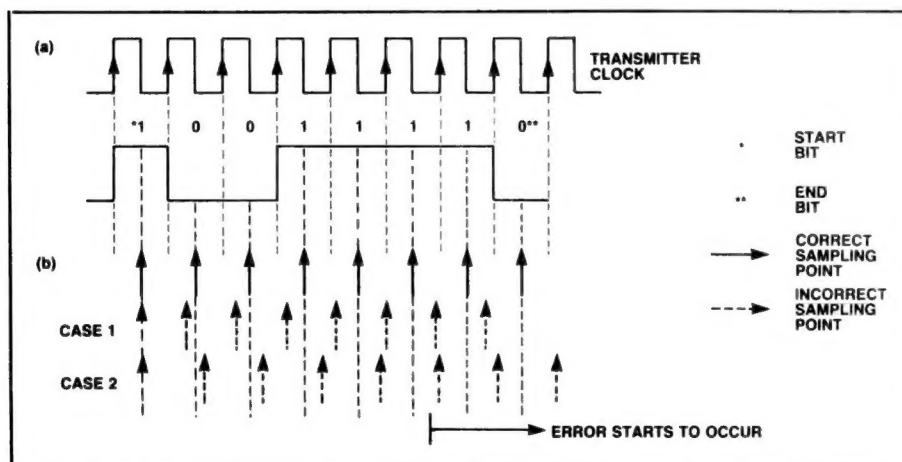 (a)
TRANSMITTER
CLOCK
*1 0 0 1 1 1 1 0**
* START
BIT
** END
BIT
CORRECT
SAMPLING
POINT
(b)
INCORRECT
SAMPLING
POINT
CASE 1
CASE 2
ERROR STARTS TO OCCUR